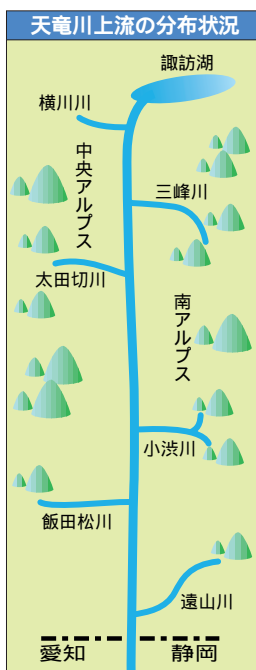 天竜川上流の分布状況
諏訪湖
横川川
中央アルプス
三峰川
太田切川
南アルプス
小渋川
飯田松川
遠山川
愛知
静岡